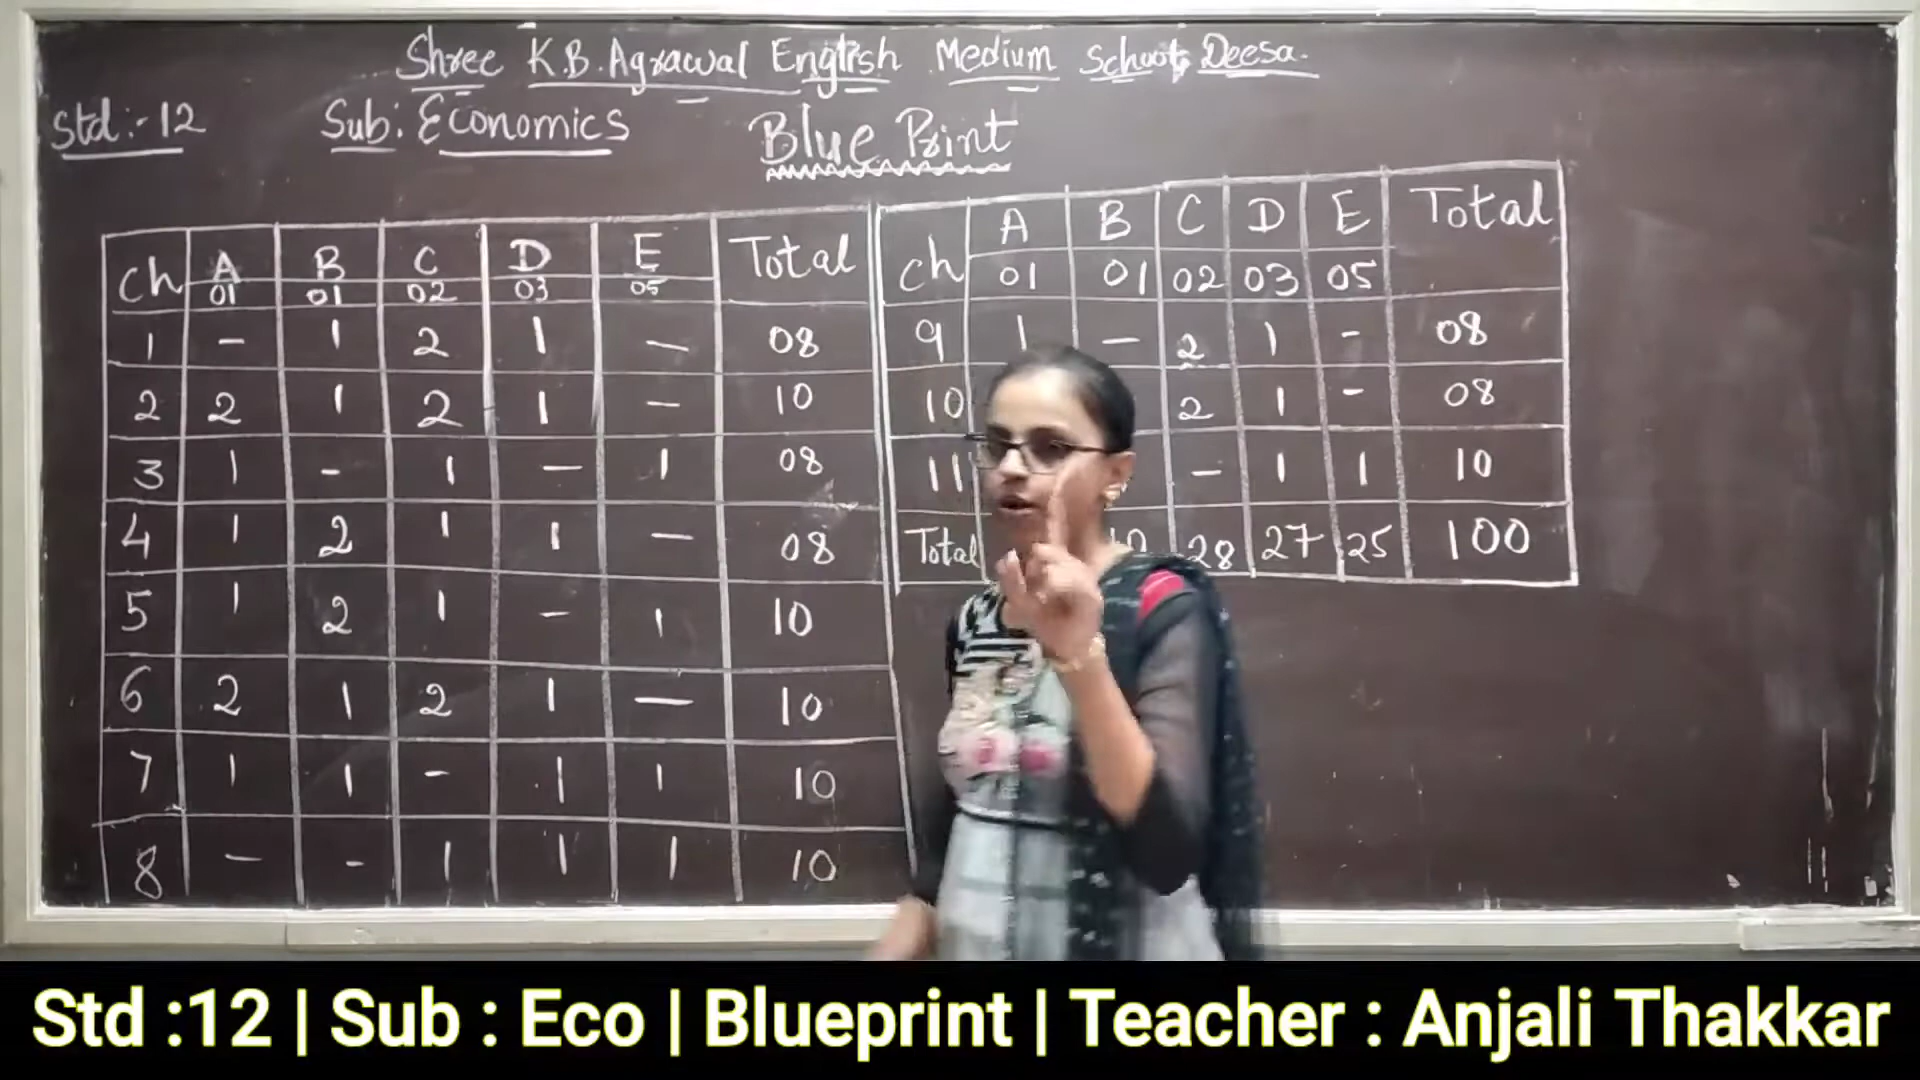 Shree K.B. Agrawal English Medium School, Deesa.
Std :- 12 Sub: Economics Blue Print
Ch A B C D E Total
01 01 02 03 05
1 - 1 2 1 - 08
2 2 1 2 1 - 10
3 1 - 1 - 1 08
4 1 2 1 1 - 08
5 1 2 1 - 1 10
6 2 1 2 1 - 10
7 1 1 - 1 1 10
8 - - 1 1 1 10
Ch A B C D E Total
01 01 02 03 05
9 1 - 2 1 - 08
10 2 1 - 08
11 - 1 1 10
Total 28 27 25 100
Std :12 | Sub : Eco | Blueprint | Teacher : Anjali Thakkar